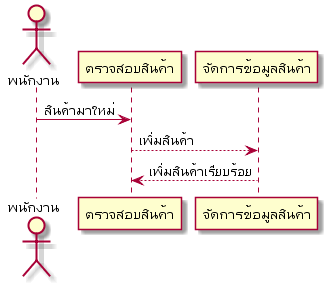 พนักงาน
ตรวจสอบสินค้า
จัดการข้อมูลสินค้า
สินค้ามาใหม่
เพิ่มสินค้า
เพิ่มสินค้าเรียบร้อย
พนักงาน
ตรวจสอบสินค้า
จัดการข้อมูลสินค้า